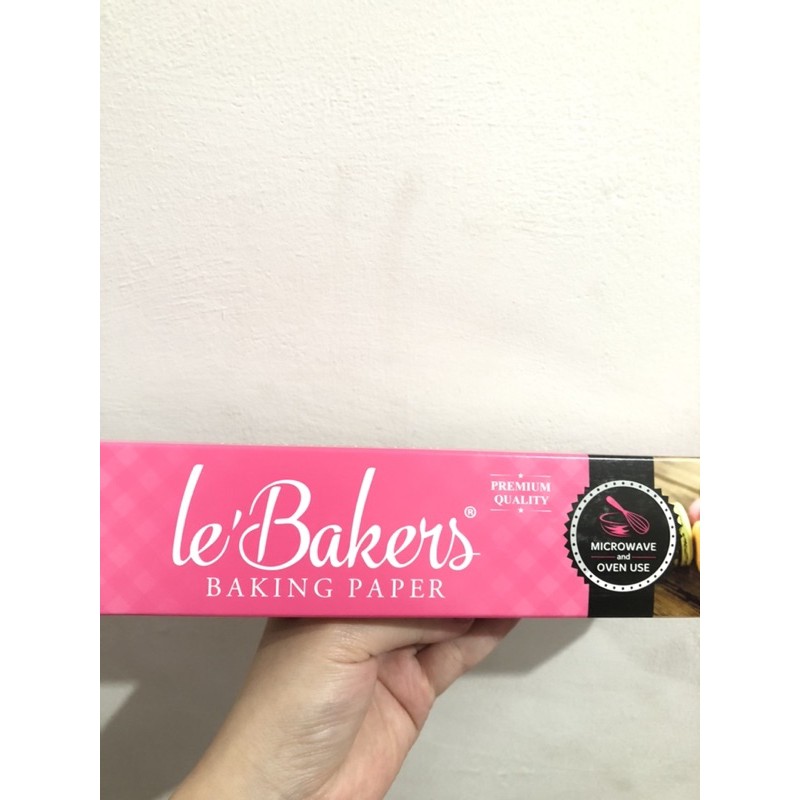 le'Bakers®
BAKING PAPER
PREMIUM
QUALITY
MICROWAVE
and
OVEN USE